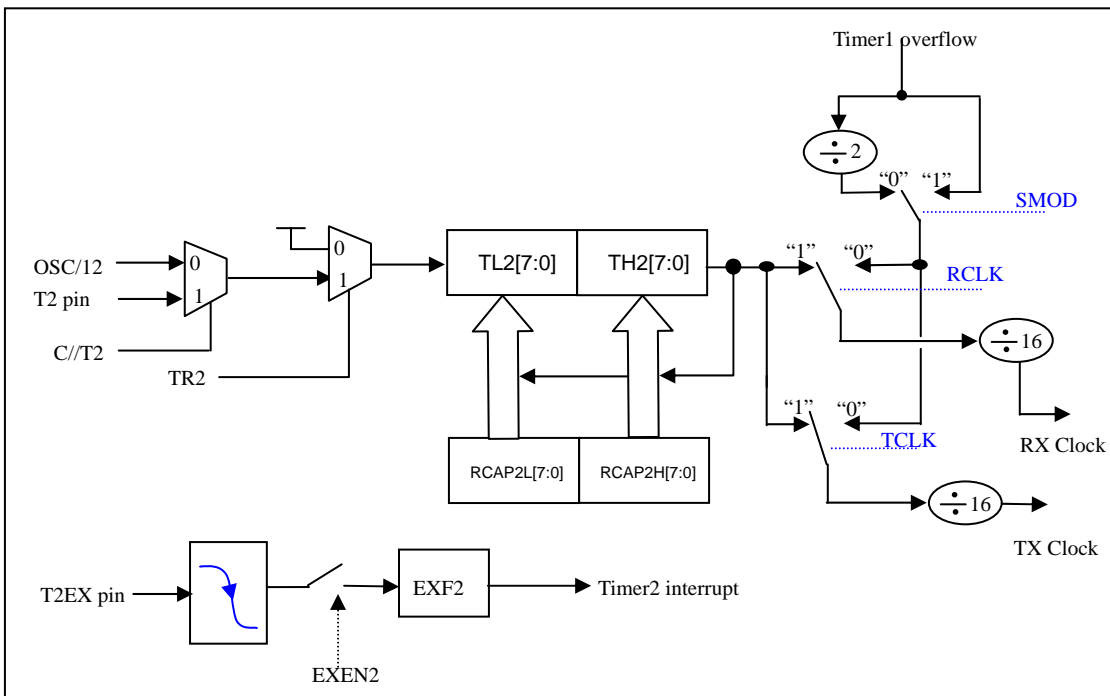 Timer1 overflow
÷ 2
“0” “1”
SMOD
OSC/12
0
T2 pin
1
C//T2
0
1
TR2
TL2[7:0] TH2[7:0]
“1” “0”
RCLK
÷ 16
RX Clock
“1” “0”
TCLK
÷ 16
TX Clock
RCAP2L[7:0] RCAP2H[7:0]
T2EX pin
EXF2
Timer2 interrupt
EXEN2